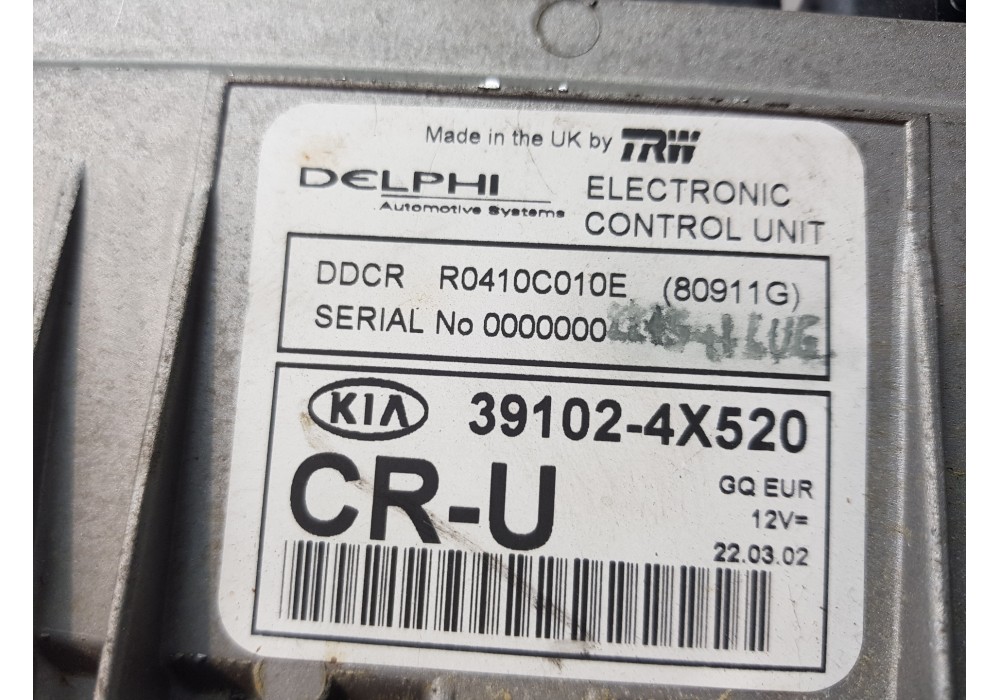 Made in the UK by TRW
DELPHI
Automotive Systems
ELECTRONIC
CONTROL UNIT
DDCR R0410C010E (80911G)
SERIAL No 0000000
KIA 39102-4X520
CR-U
GQ EUR
12V=
22.03.02